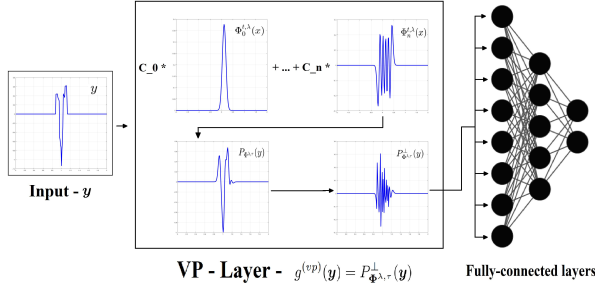 y
Input - y
C_0 *
Φ₀^{t,λ}(x)
+ ... + C_n *
Φₙ^{t,λ}(x)
P_{Φ^{λ,τ}}(y)
P^⊥_{Φ^{λ,τ}}(y)
VP - Layer - g^{(vp)}(y) = P^⊥_{Φ^{λ,τ}}(y)
Fully-connected layers